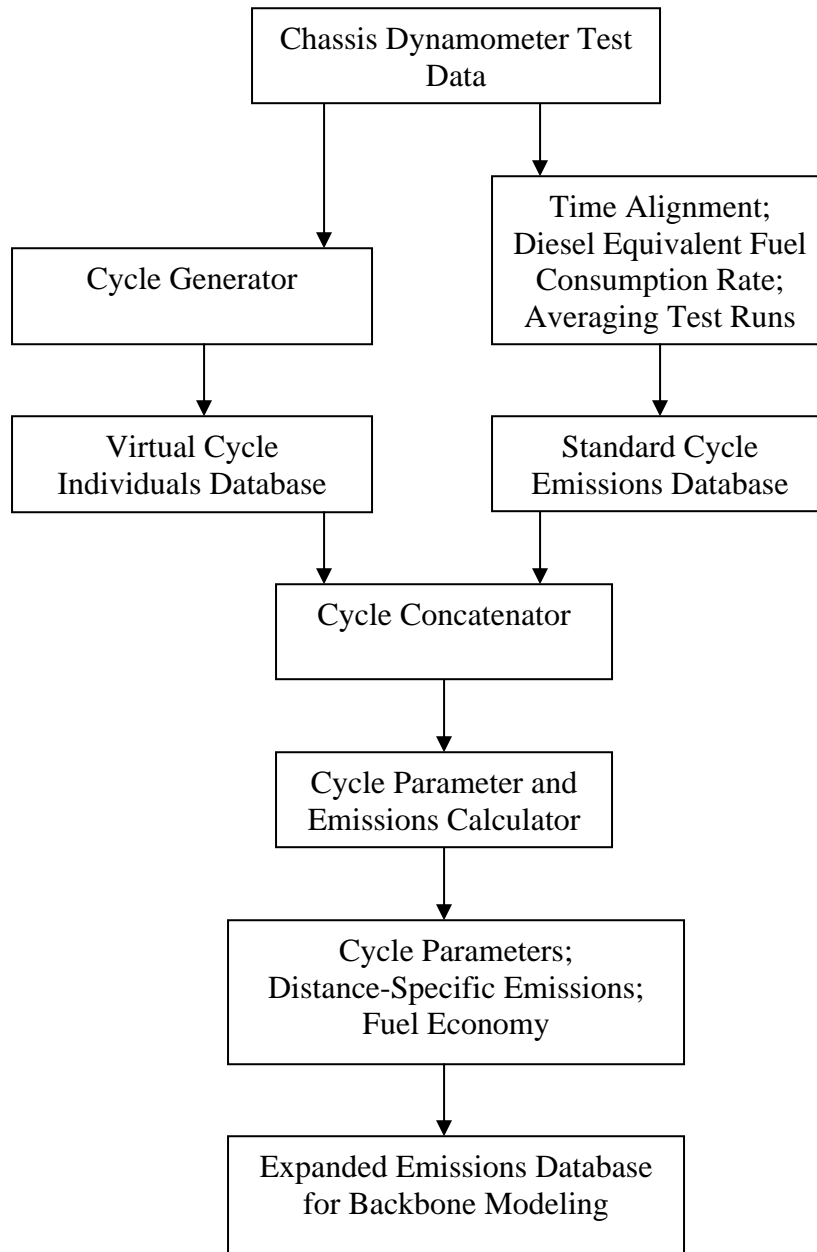 Chassis Dynamometer Test
Data
Time Alignment;
Diesel Equivalent Fuel
Consumption Rate;
Averaging Test Runs
Cycle Generator
Virtual Cycle
Individuals Database
Standard Cycle
Emissions Database
Cycle Concatenator
Cycle Parameter and
Emissions Calculator
Cycle Parameters;
Distance-Specific Emissions;
Fuel Economy
Expanded Emissions Database
for Backbone Modeling